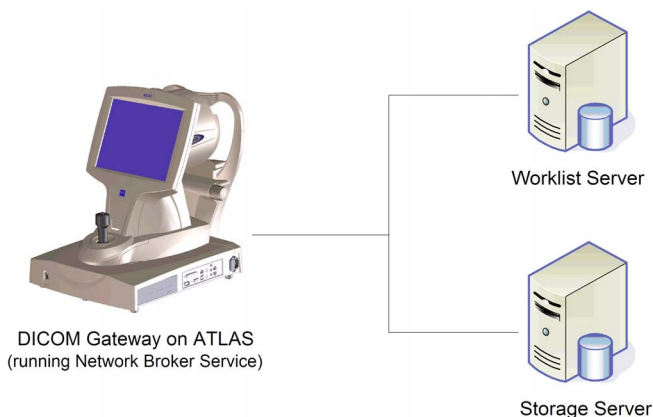 Worklist Server
DICOM Gateway on ATLAS
(running Network Broker Service)
Storage Server